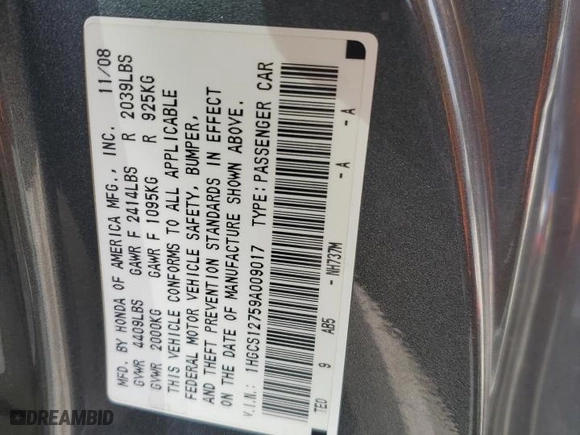 MFD. BY HONDA OF AMERICA MFG., INC. 11/08
GVWR 4409LBS GAWR F 2414LBS R 2039LBS
GVWR 2000KG GAWR F 1095KG R 925KG
THIS VEHICLE CONFORMS TO ALL APPLICABLE
FEDERAL MOTOR VEHICLE SAFETY, BUMPER,
AND THEFT PREVENTION STANDARDS IN EFFECT
ON THE DATE OF MANUFACTURE SHOWN ABOVE.
V.I.N.: 1HGCS12759A009017 TYPE: PASSENGER CAR
TE0 9 AB5 - NH737M - A - A
DREAMBID